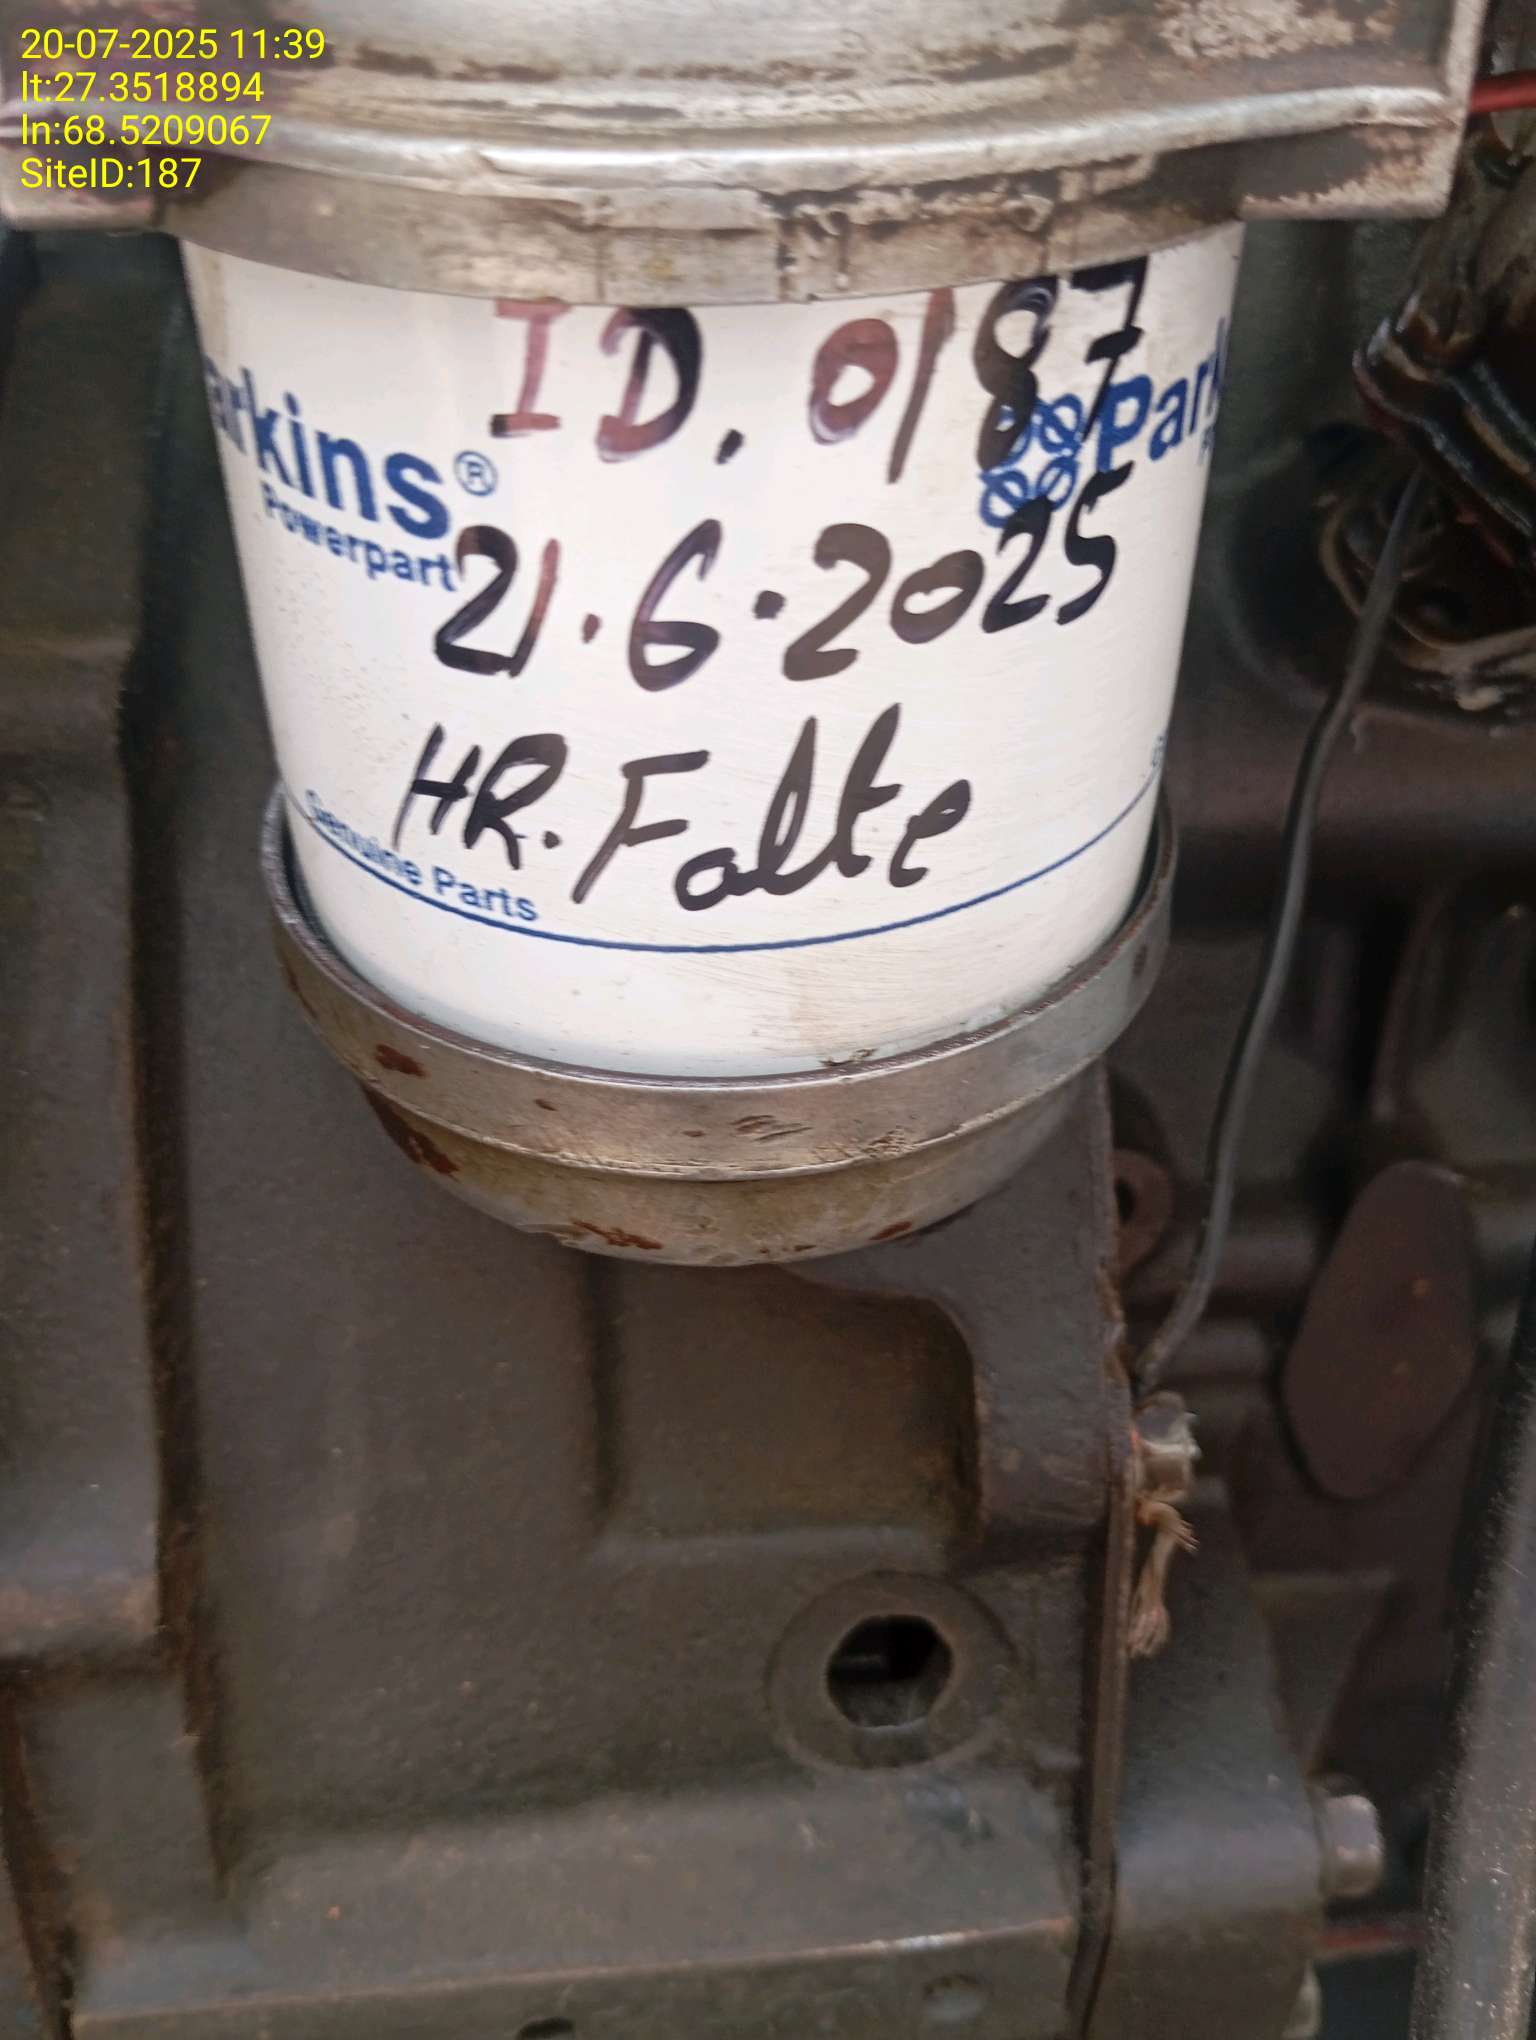 20-07-2025 11:39
lt:27.3518894
ln:68.5209067
SiteID:187
ID. 0187
arkins®
Powerpart
Park
21.6.2025
HR. Falte
Genuine Parts